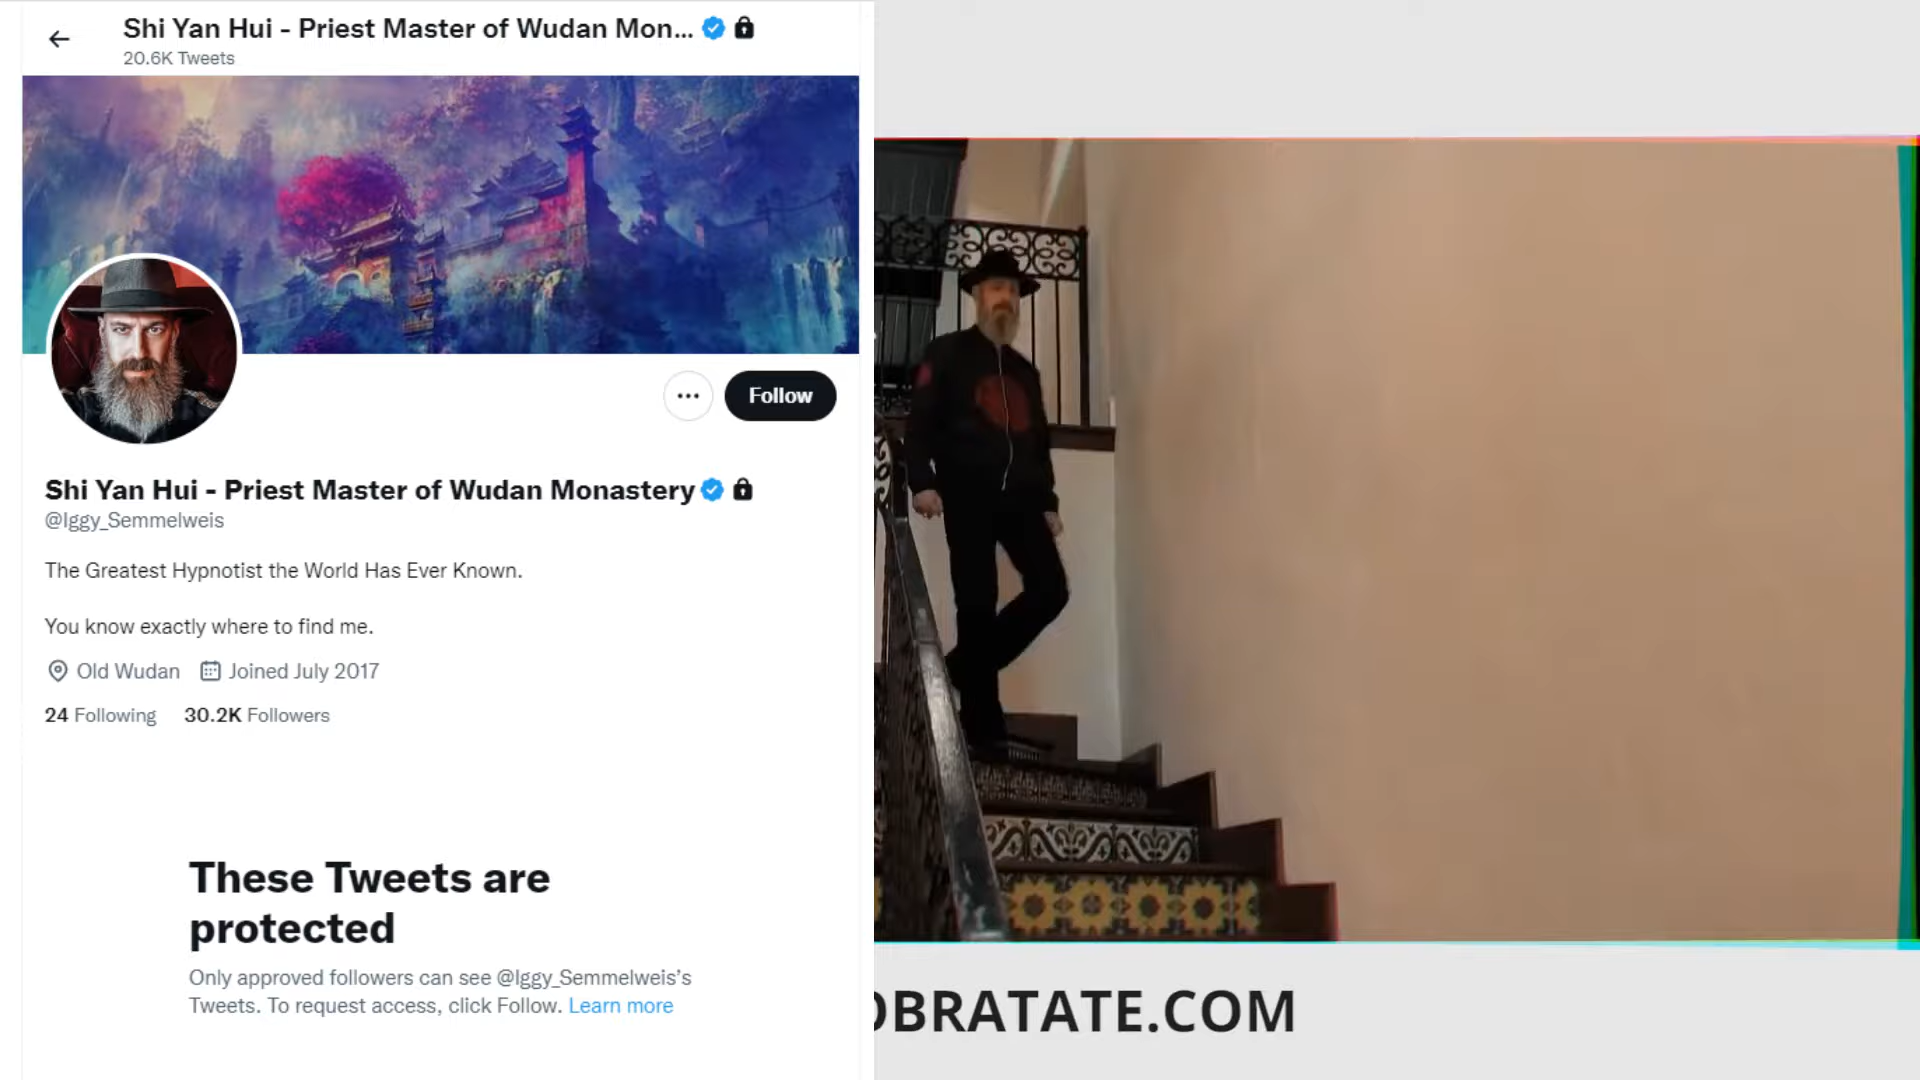 Shi Yan Hui - Priest Master of Wudan Mon...
20.6K Tweets
Follow
Shi Yan Hui - Priest Master of Wudan Monastery
@Iggy_Semmelweis
The Greatest Hypnotist the World Has Ever Known.
You know exactly where to find me.
Old Wudan Joined July 2017
24 Following 30.2K Followers
These Tweets are
protected
Only approved followers can see @Iggy_Semmelweis’s
Tweets. To request access, click Follow. Learn more
OBRATATE.COM